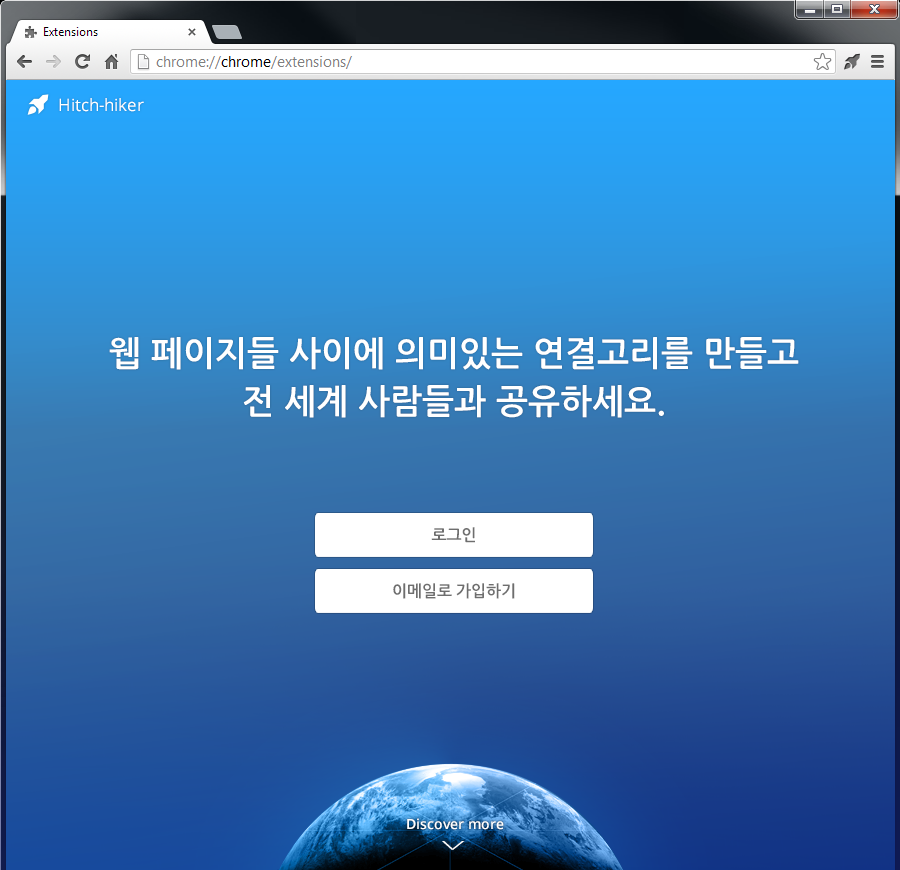 Extensions
chrome://chrome/extensions/
Hitch-hiker
웹 페이지들 사이에 의미있는 연결고리를 만들고
전 세계 사람들과 공유하세요.
로그인
이메일로 가입하기
Discover more